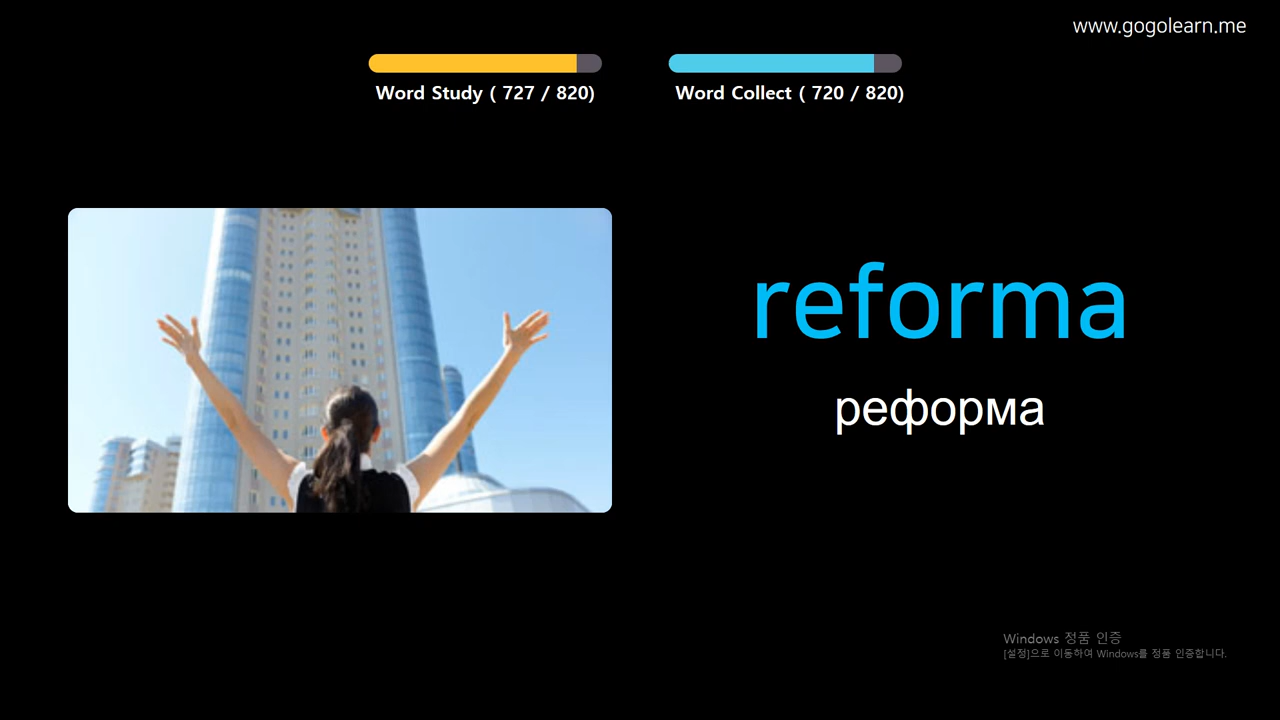 www.gogolearn.me
Word Study ( 727 / 820)
Word Collect ( 720 / 820)
reforma
реформа
Windows 정품 인증
[설정]으로 이동하여 Windows를 정품 인증합니다.